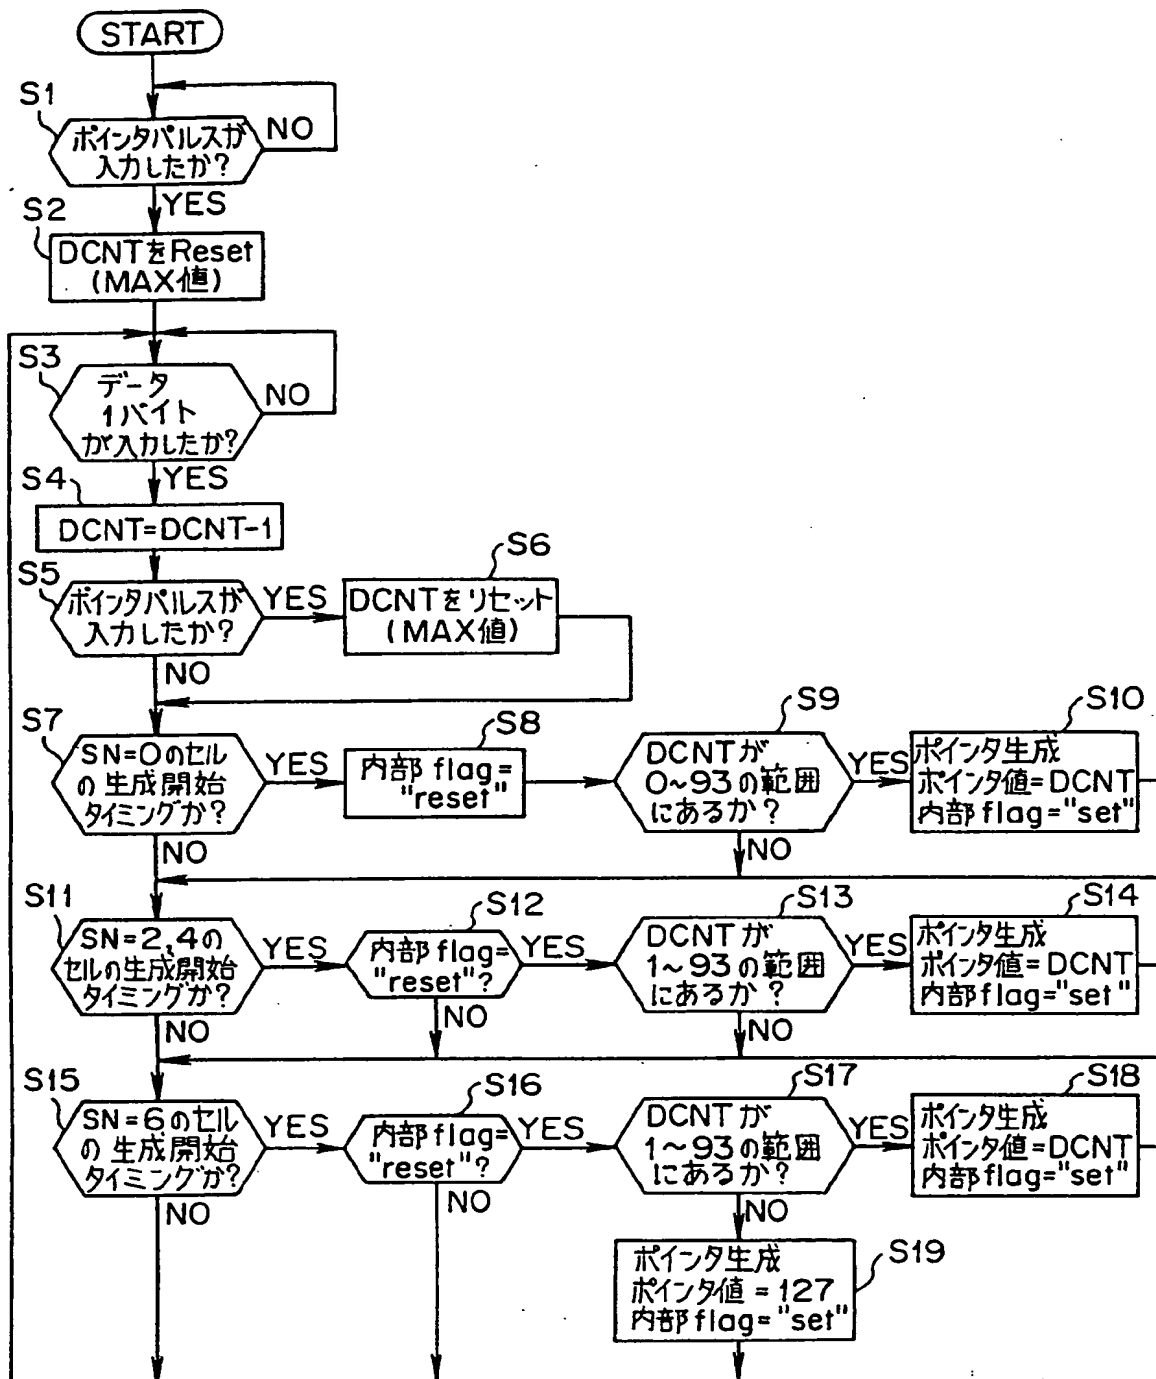 START
S1
ポインタパルスが
入力したか?
NO
YES
S2
DCNTをReset
(MAX値)
S3
データ
1バイト
が入力したか?
NO
YES
S4
DCNT=DCNT-1
S5
ポインタパルスが
入力したか?
YES
NO
S6
DCNTをリセット
(MAX値)
S7
SN=0のセル
の生成開始
タイミングか?
YES
NO
S8
内部flag=
"reset"
S9
DCNTが
0~93の範囲
にあるか?
YES
NO
S10
ポインタ生成
ポインタ値=DCNT
内部flag="set"
S11
SN=2,4の
セルの生成開始
タイミングか?
YES
NO
S12
内部flag=
"reset"?
YES
NO
S13
DCNTが
1~93の範囲
にあるか?
YES
NO
S14
ポインタ生成
ポインタ値=DCNT
内部flag="set"
S15
SN=6のセル
の生成開始
タイミングか?
YES
NO
S16
内部flag=
"reset"?
YES
NO
S17
DCNTが
1~93の範囲
にあるか?
YES
NO
S18
ポインタ生成
ポインタ値=DCNT
内部flag="set"
S19
ポインタ生成
ポインタ値=127
内部flag="set"